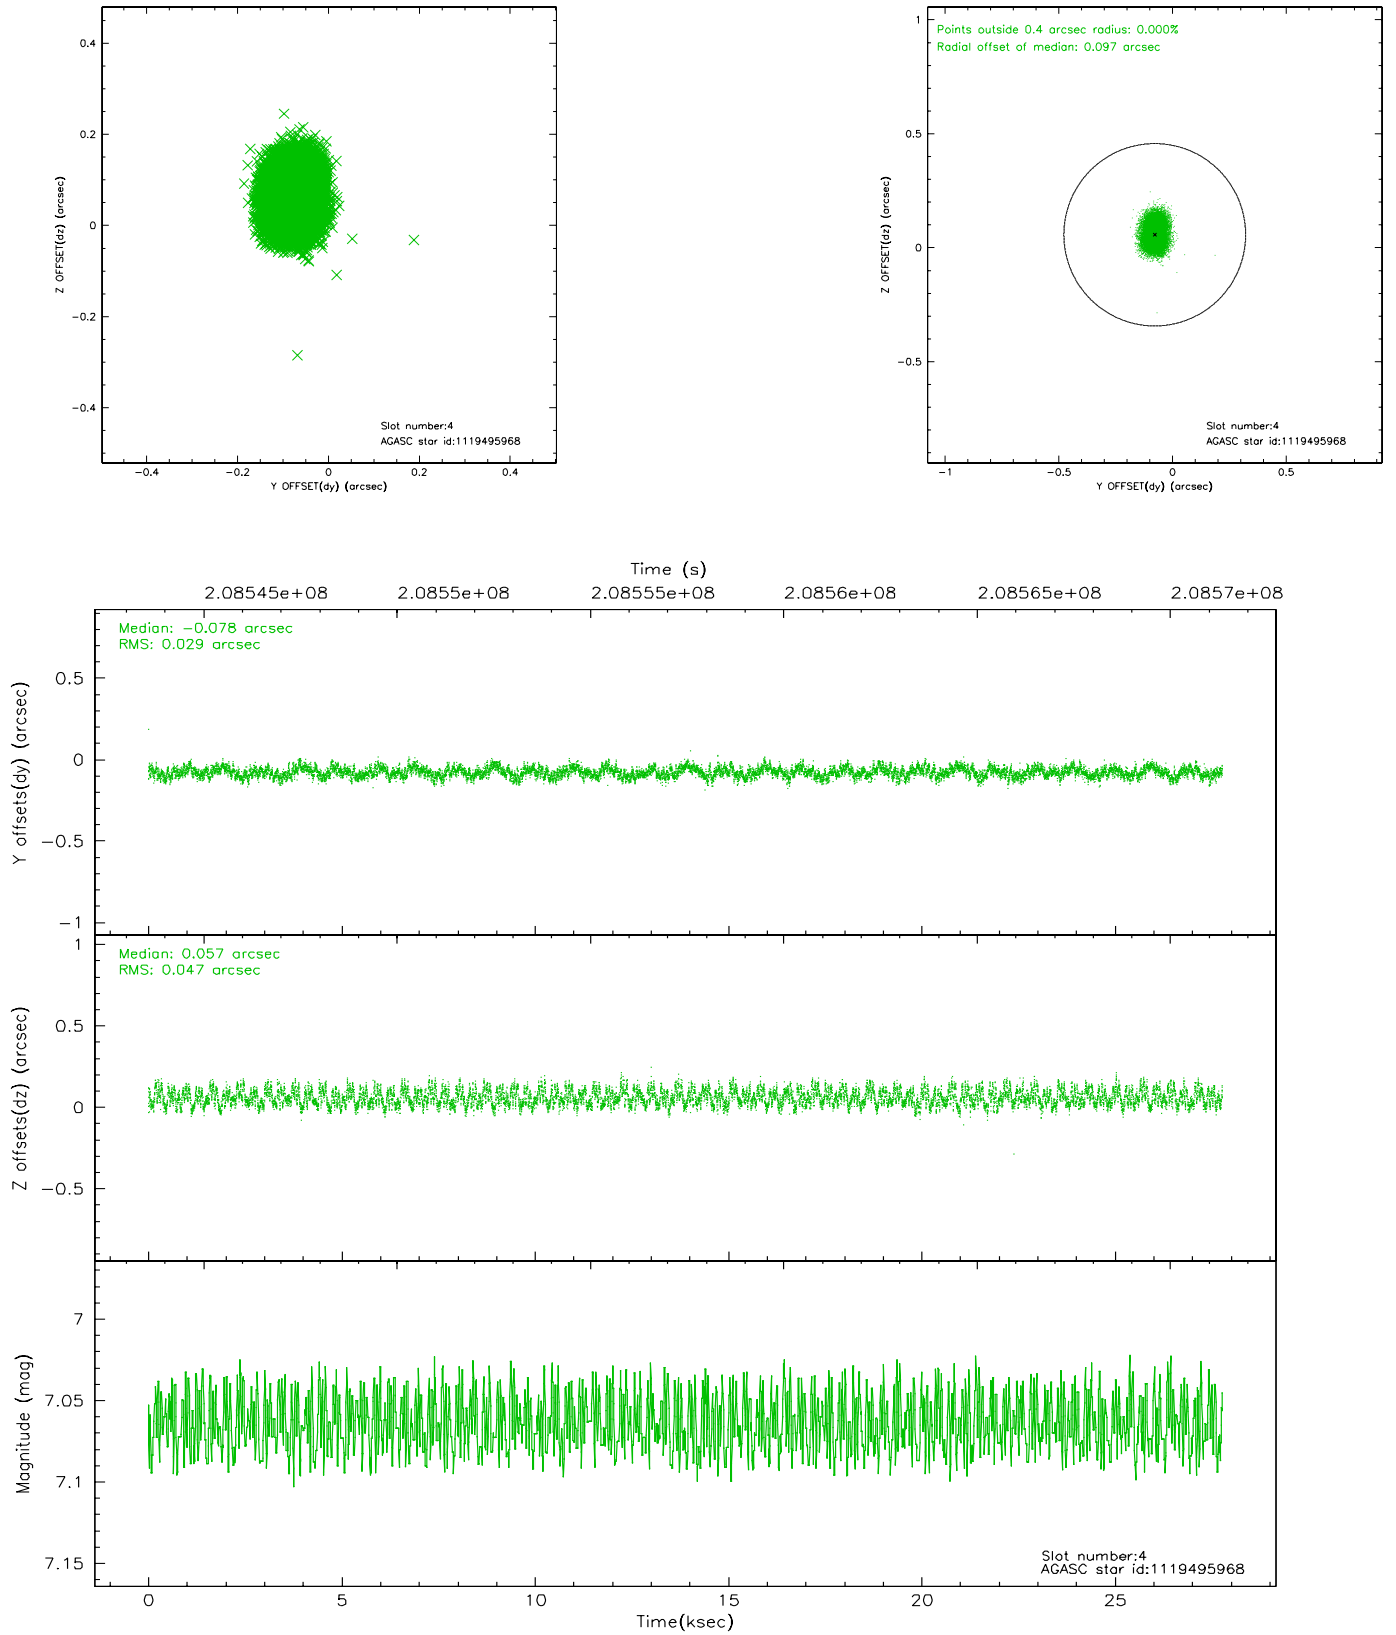 0.4
0.2
0
−0.2
−0.4
Z OFFSET(dz) (arcsec)
Slot number:4
AGASC star id:1119495968
−0.4 −0.2 0 0.2 0.4
Y OFFSET(dy) (arcsec)
Points outside 0.4 arcsec radius: 0.000%
Radial offset of median: 0.097 arcsec
1
0.5
0
−0.5
Z OFFSET(dz) (arcsec)
Slot number:4
AGASC star id:1119495968
−1 −0.5 0 0.5
Y OFFSET(dy) (arcsec)
Time (s)
2.08545e+08 2.0855e+08 2.08555e+08 2.0856e+08 2.08565e+08 2.0857e+08
Median: −0.078 arcsec
RMS: 0.029 arcsec
0.5
0
−0.5
−1
Y offsets(dy) (arcsec)
Median: 0.057 arcsec
RMS: 0.047 arcsec
1
0.5
0
−0.5
Z offsets(dz) (arcsec)
7
7.05
7.1
7.15
Magnitude (mag)
Slot number:4
AGASC star id:1119495968
0 5 10 15 20 25
Time(ksec)